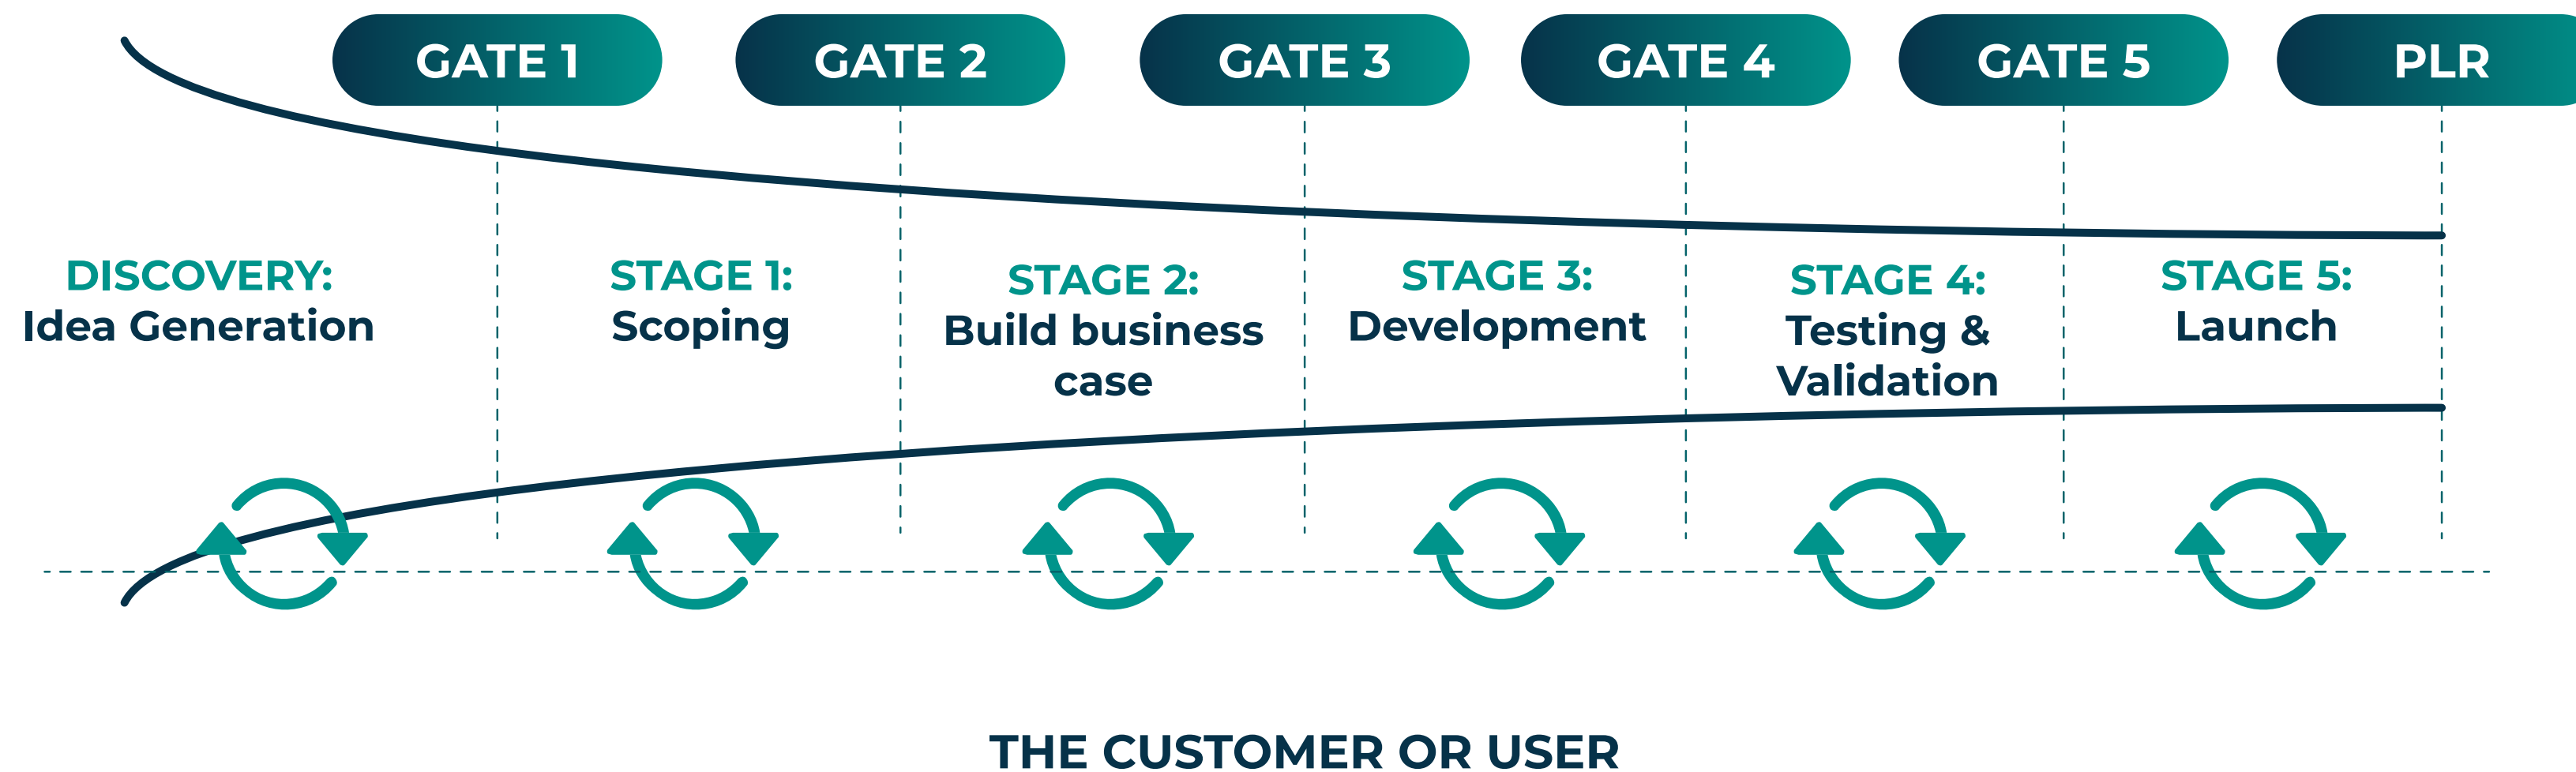 GATE 1
GATE 2
GATE 3
GATE 4
GATE 5
PLR
DISCOVERY:
Idea Generation
STAGE 1:
Scoping
STAGE 2:
Build business
case
STAGE 3:
Development
STAGE 4:
Testing &
Validation
STAGE 5:
Launch
THE CUSTOMER OR USER